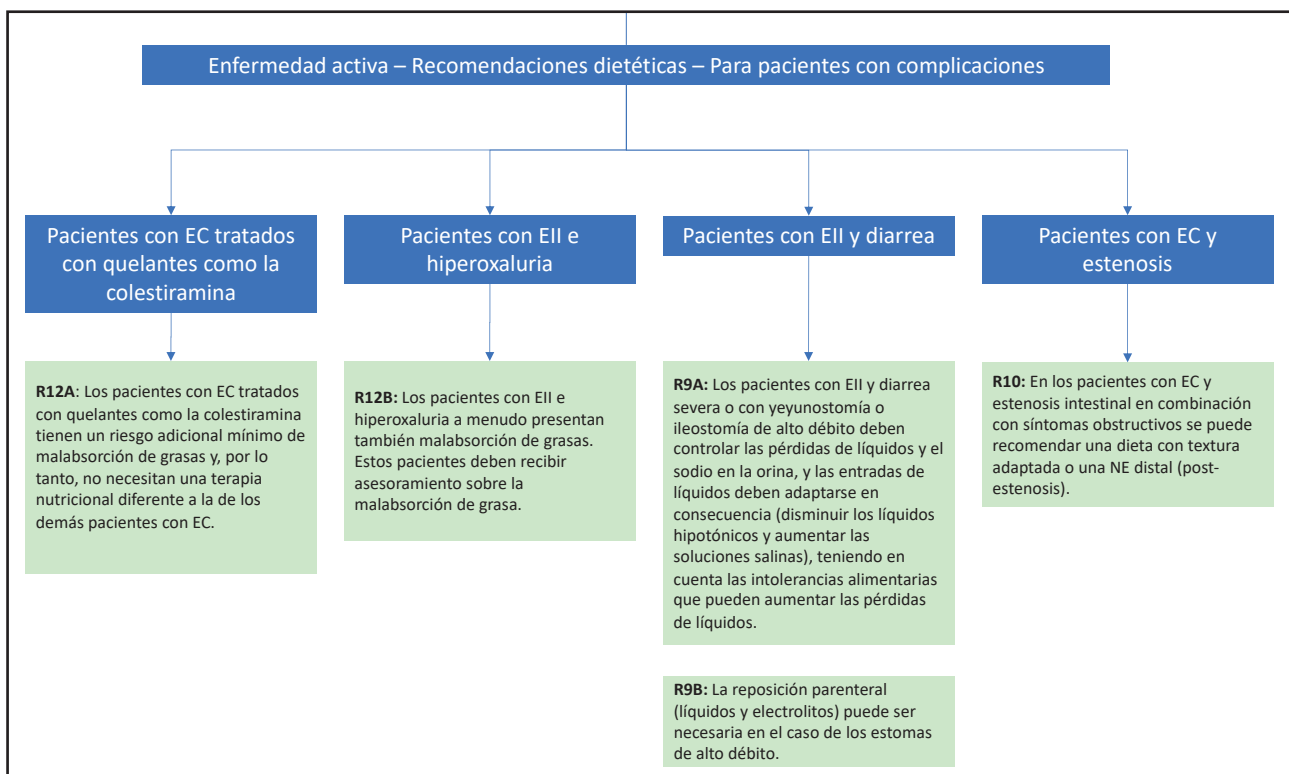 Enfermedad activa – Recomendaciones dietéticas – Para pacientes con complicaciones
Pacientes con EC tratados
con quelantes como la
colestiramina
R12A: Los pacientes con EC tratados
con quelantes como la colestiramina
tienen un riesgo adicional mínimo de
malabsorción de grasas y, por lo
tanto, no necesitan una terapia
nutricional diferente a la de los
demás pacientes con EC.
Pacientes con EII e
hiperoxaluria
R12B: Los pacientes con EII e
hiperoxaluria a menudo presentan
también malabsorción de grasas.
Estos pacientes deben recibir
asesoramiento sobre la
malabsorción de grasa.
Pacientes con EII y diarrea
R9A: Los pacientes con EII y diarrea
severa o con yeyunostomía o
ileostomía de alto débito deben
controlar las pérdidas de líquidos y el
sodio en la orina, y las entradas de
líquidos deben adaptarse en
consecuencia (disminuir los líquidos
hipotónicos y aumentar las
soluciones salinas), teniendo en
cuenta las intolerancias alimentarias
que pueden aumentar las pérdidas
de líquidos.
R9B: La reposición parenteral
(líquidos y electrolitos) puede ser
necesaria en el caso de los estomas
de alto débito.
Pacientes con EC y
estenosis
R10: En los pacientes con EC y
estenosis intestinal en combinación
con síntomas obstructivos se puede
recomendar una dieta con textura
adaptada o una NE distal (post-
estenosis).